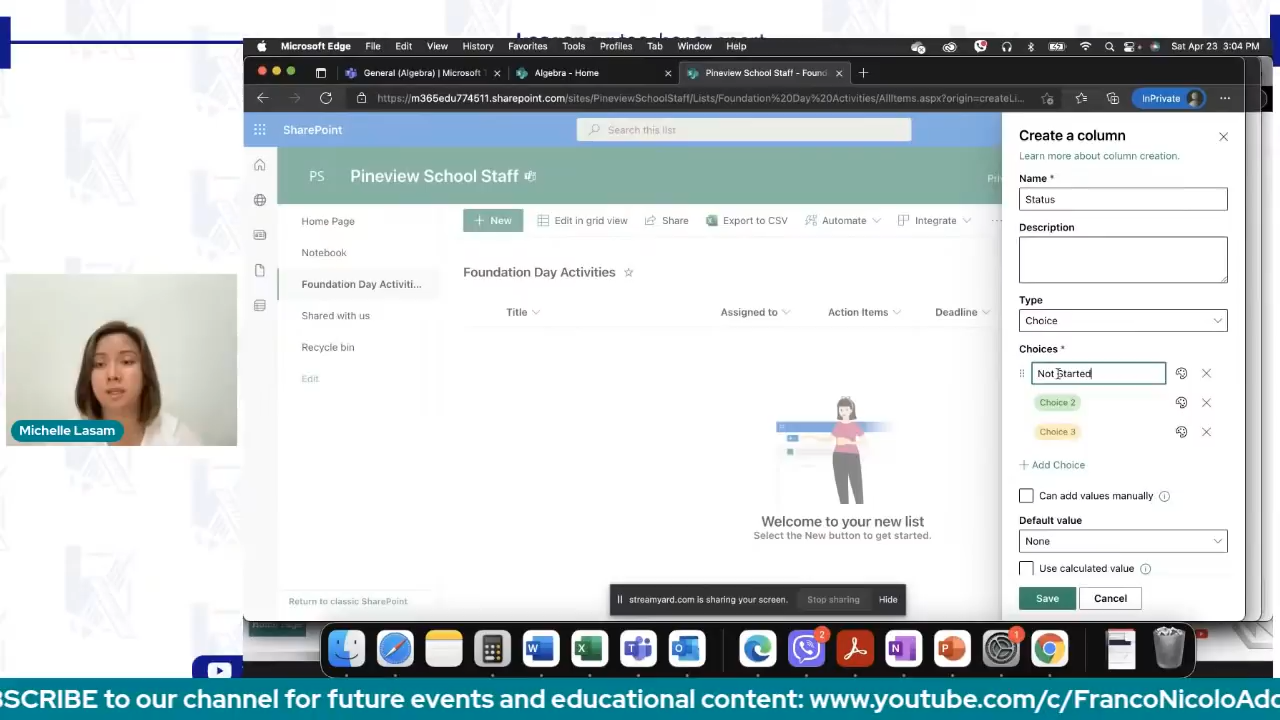 Microsoft Edge File Edit View History Favorites Tools Profiles Tab Window Help Sat Apr 23 3:04 PM
General (Algebra) | Microsoft T
Algebra - Home
Pineview School Staff - Found
https://m365edu774511.sharepoint.com/sites/PineviewSchoolStaff/Lists/Foundation%20Day%20Activities/AllItems.aspx?origin=createLi...
InPrivate
SharePoint
Search this list
PS
Pineview School Staff
Pri
Home Page
Notebook
Foundation Day Activiti...
Shared with us
Recycle bin
Edit
Return to classic SharePoint
+ New
Edit in grid view
Share
Export to CSV
Automate
Integrate
...
Foundation Day Activities
Title
Assigned to
Action Items
Deadline
Welcome to your new list
Select the New button to get started.
Create a column
Learn more about column creation.
Name *
Status
Description
Type
Choice
Choices *
Not Started
Choice 2
Choice 3
+ Add Choice
Can add values manually
Default value
None
Use calculated value
Save
Cancel
streamyard.com is sharing your screen.
Stop sharing
Hide
Michelle Lasam
2
1
BSCRIBE to our channel for future events and educational content: www.youtube.com/c/FrancoNicoloAdd